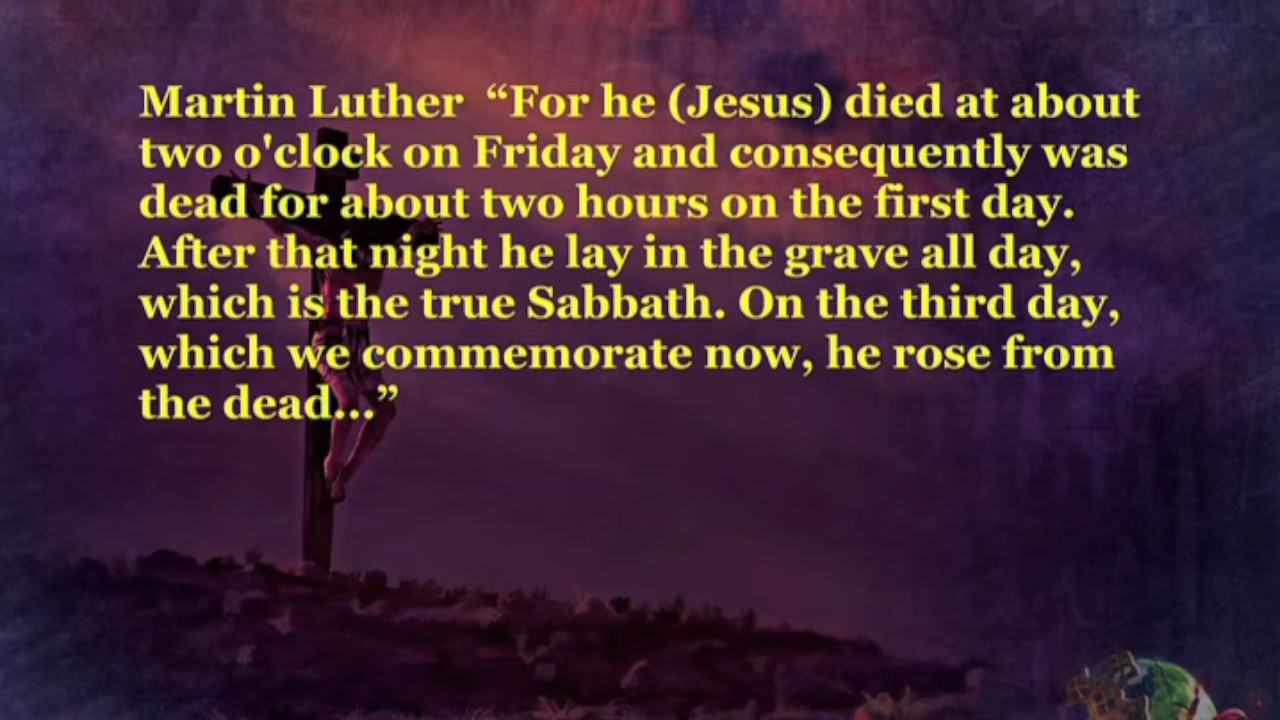 Martin Luther “For he (Jesus) died at about
two o'clock on Friday and consequently was
dead for about two hours on the first day.
After that night he lay in the grave all day,
which is the true Sabbath. On the third day,
which we commemorate now, he rose from
the dead...”